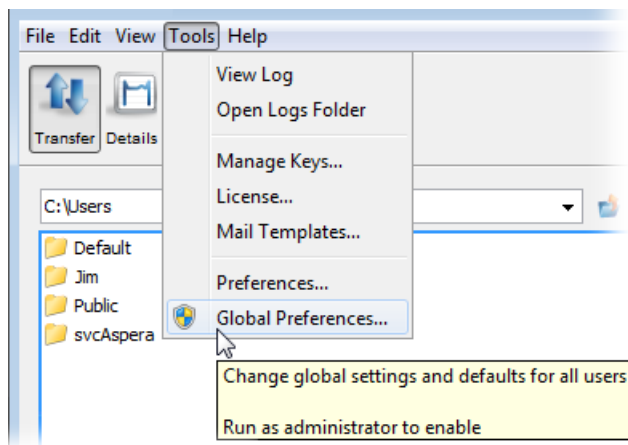 File Edit View Tools Help
View Log
Open Logs Folder
Transfer Details
Manage Keys...
License...
C:\Users
Mail Templates...
Default
Jim
Preferences...
Public
Global Preferences...
svcAspera
Change global settings and defaults for all users
Run as administrator to enable